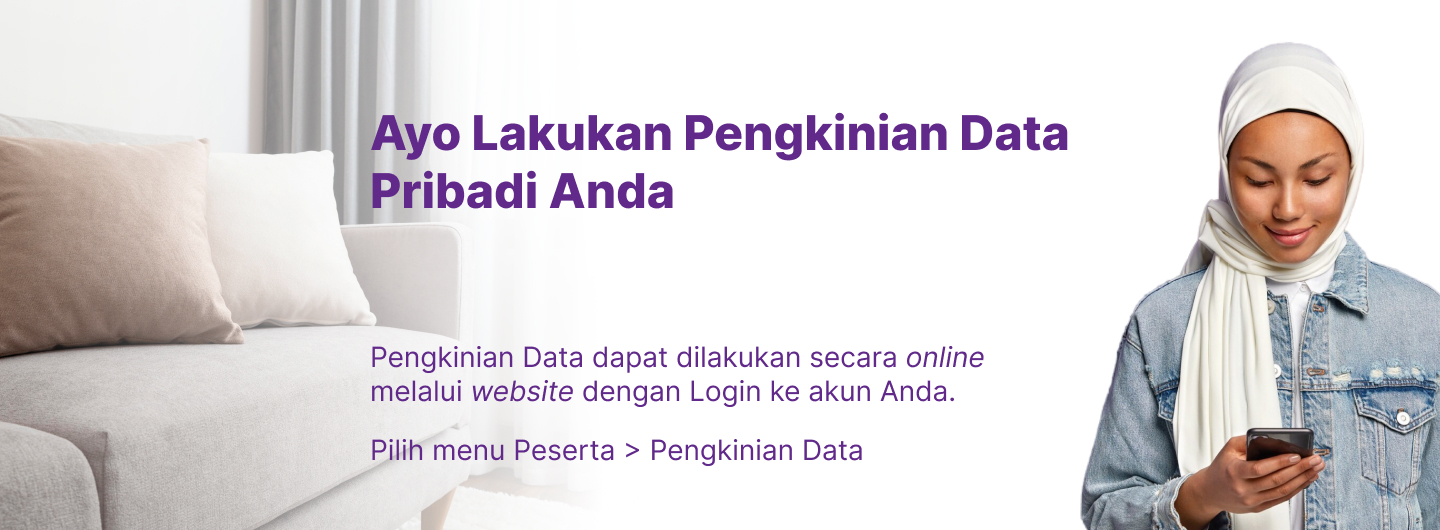 Ayo Lakukan Pengkinian Data
Pribadi Anda
Pengkinian Data dapat dilakukan secara online
melalui website dengan Login ke akun Anda.
Pilih menu Peserta > Pengkinian Data